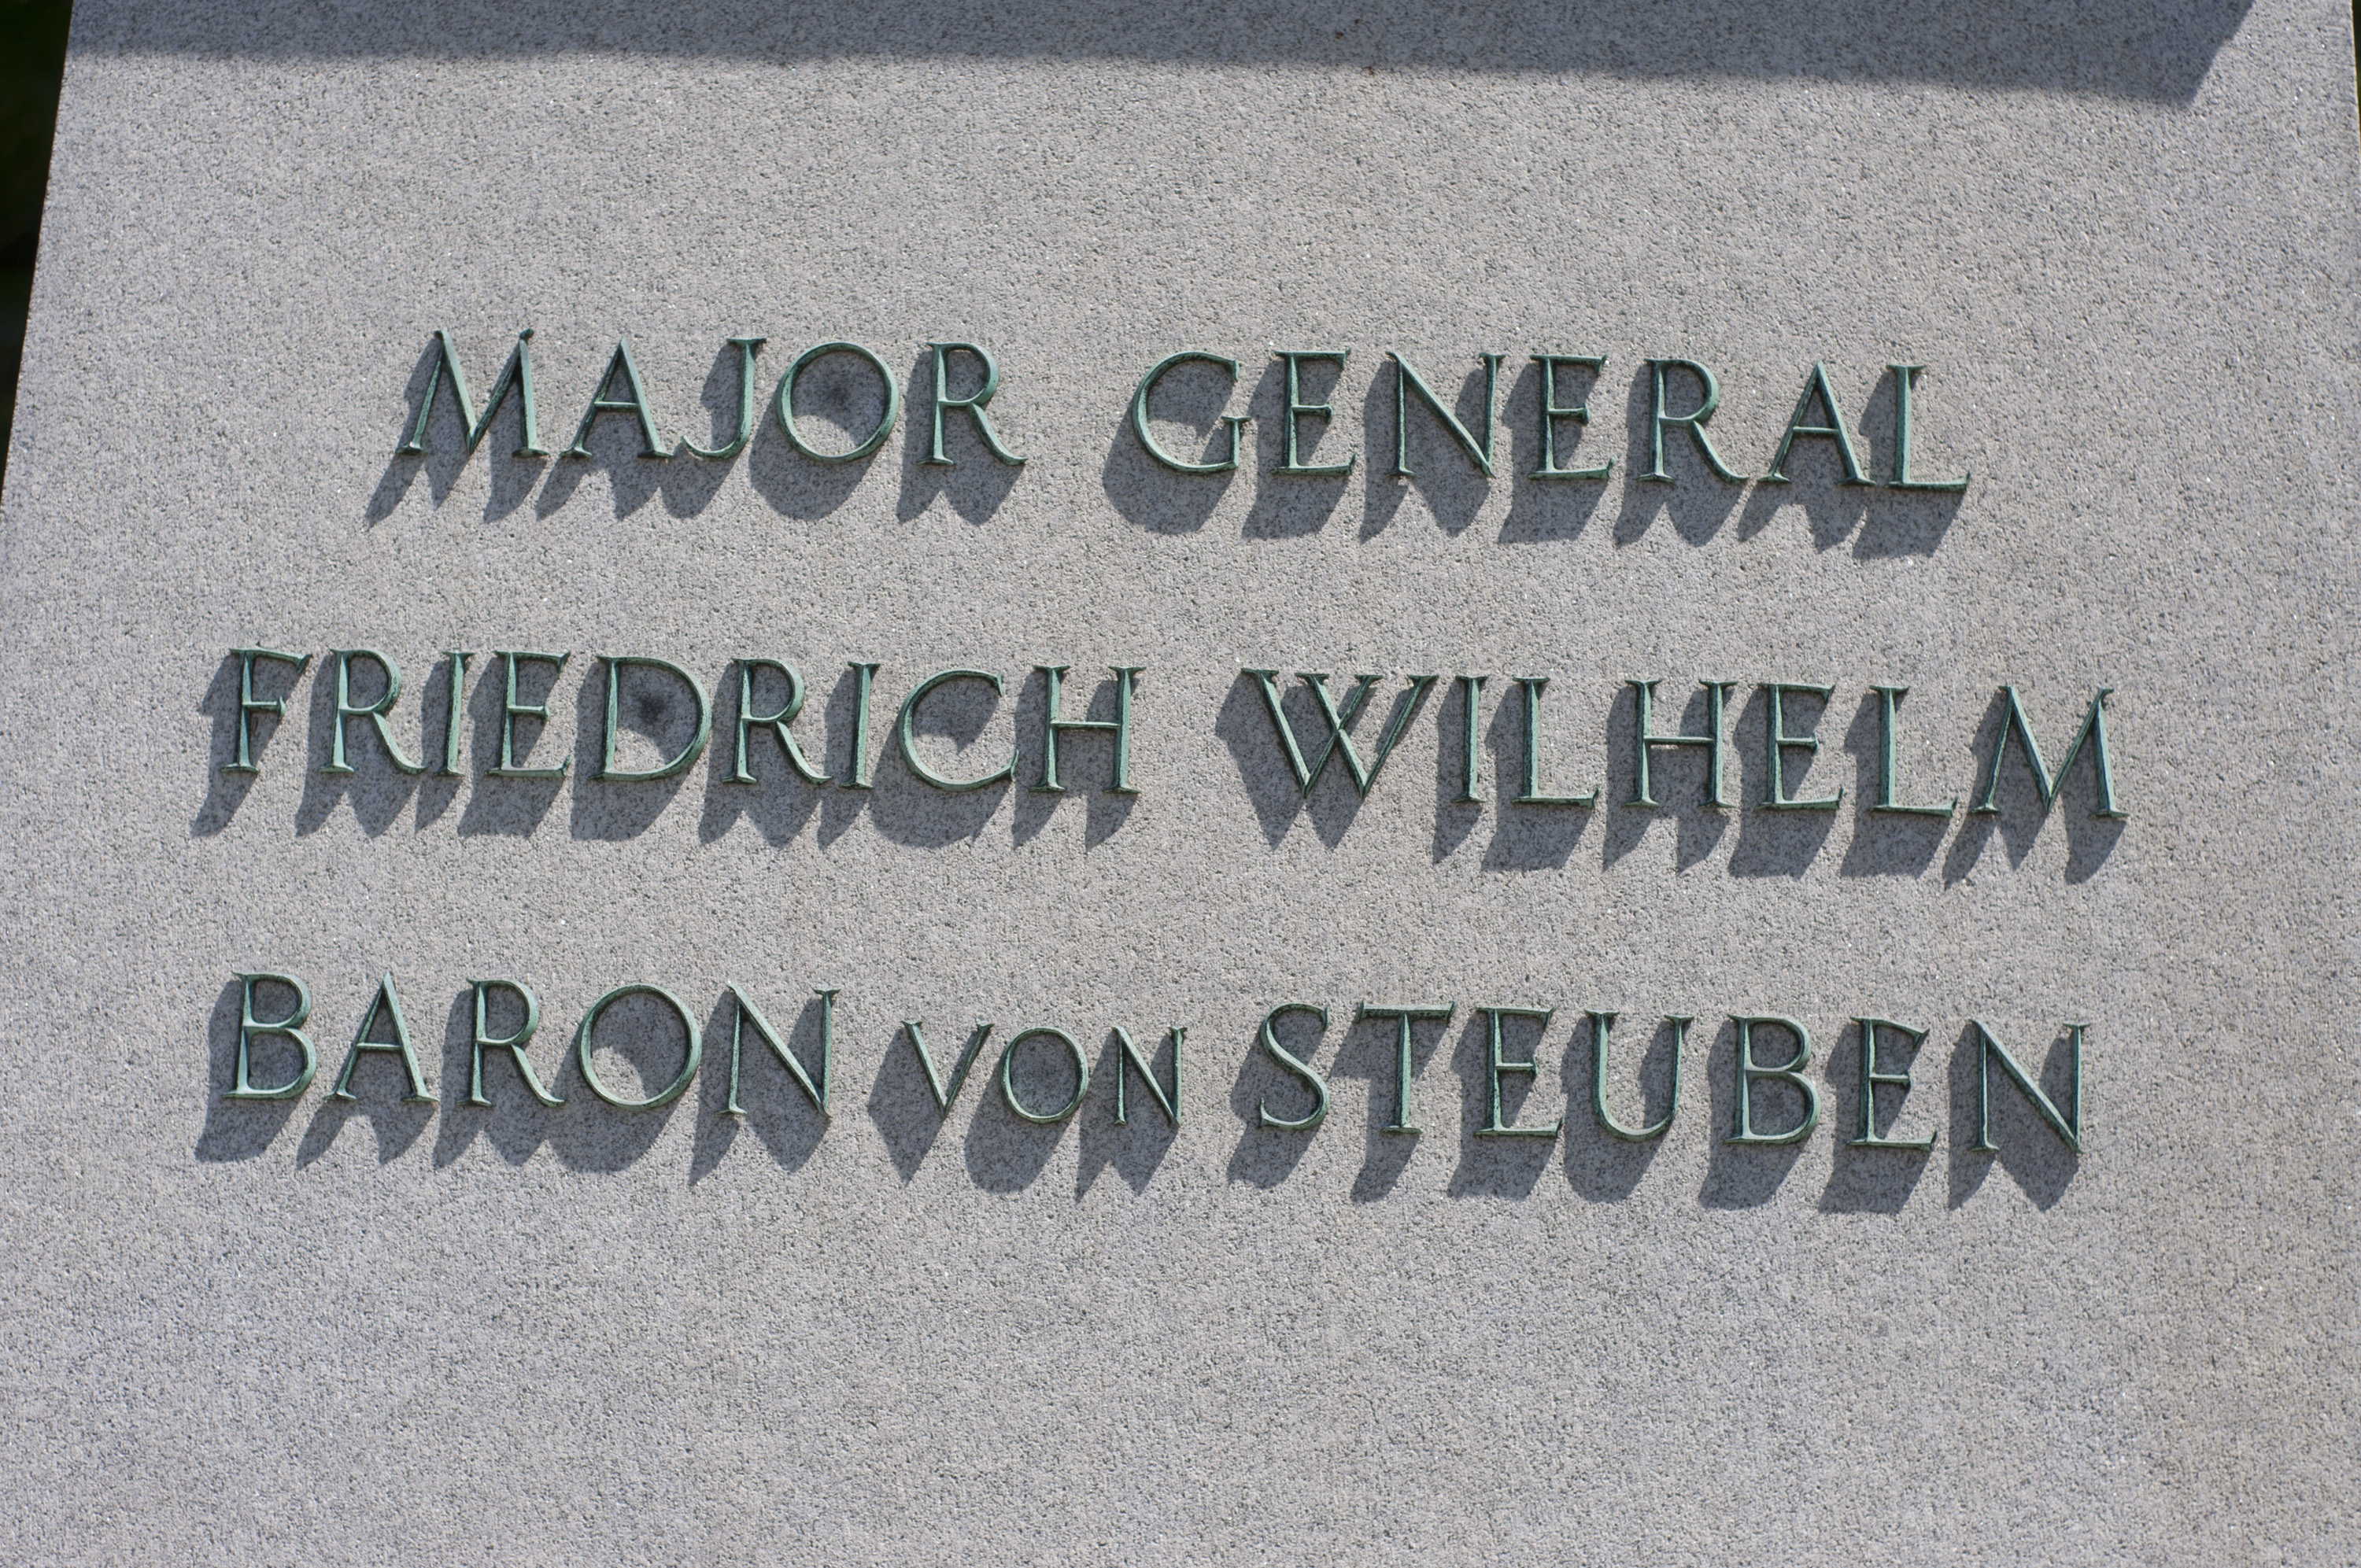 MAJOR GENERAL
FRIEDRICH WILHELM
BARON VON STEUBEN